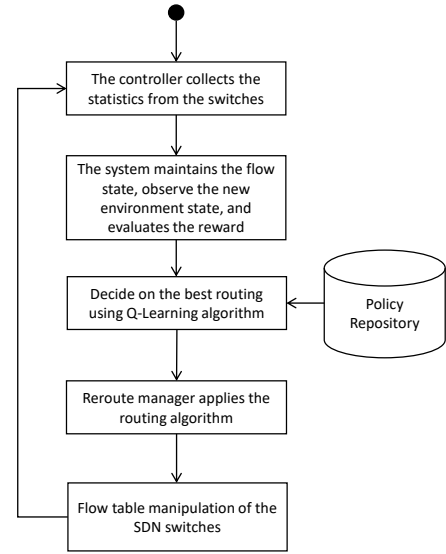 The controller collects the
statistics from the switches
The system maintains the flow
state, observe the new
environment state, and
evaluates the reward
Decide on the best routing
using Q-Learning algorithm
Policy
Repository
Reroute manager applies the
routing algorithm
Flow table manipulation of the
SDN switches